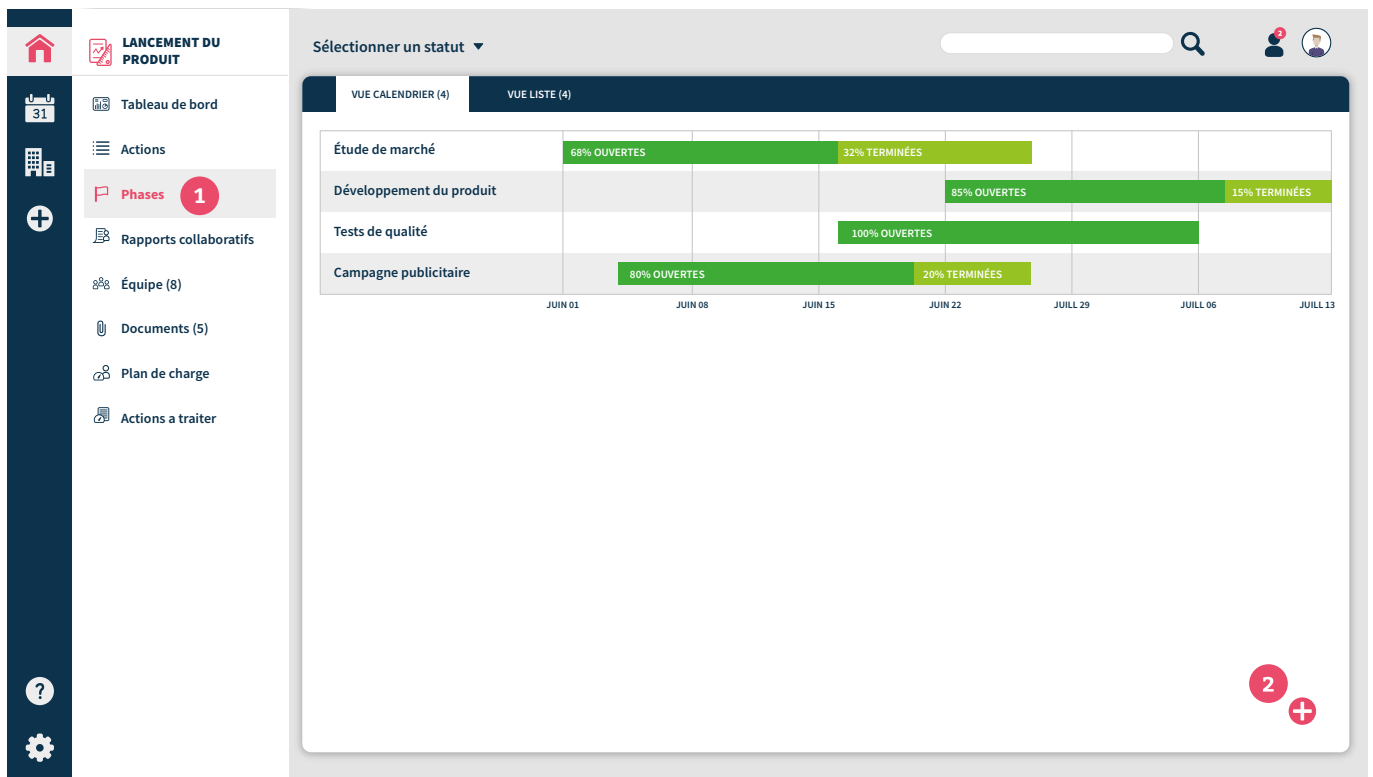 LANCEMENT DU
PRODUIT
Sélectionner un statut
2
31
Tableau de bord
Actions
Phases
1
Rapports collaboratifs
Équipe (8)
Documents (5)
Plan de charge
Actions a traiter
VUE CALENDRIER (4)
VUE LISTE (4)
Étude de marché
68% OUVERTES
32% TERMINÉES
Développement du produit
85% OUVERTES
15% TERMINÉES
Tests de qualité
100% OUVERTES
Campagne publicitaire
80% OUVERTES
20% TERMINÉES
JUIN 01
JUIN 08
JUIN 15
JUIN 22
JUILL 29
JUILL 06
JUILL 13
2
?